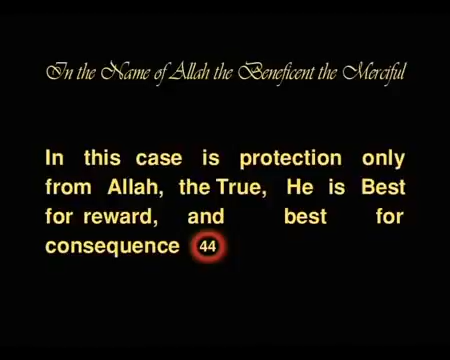 In the Name of Allah the Beneficent the Merciful
In this case is protection only
from Allah, the True, He is Best
for reward, and best for
consequence 44